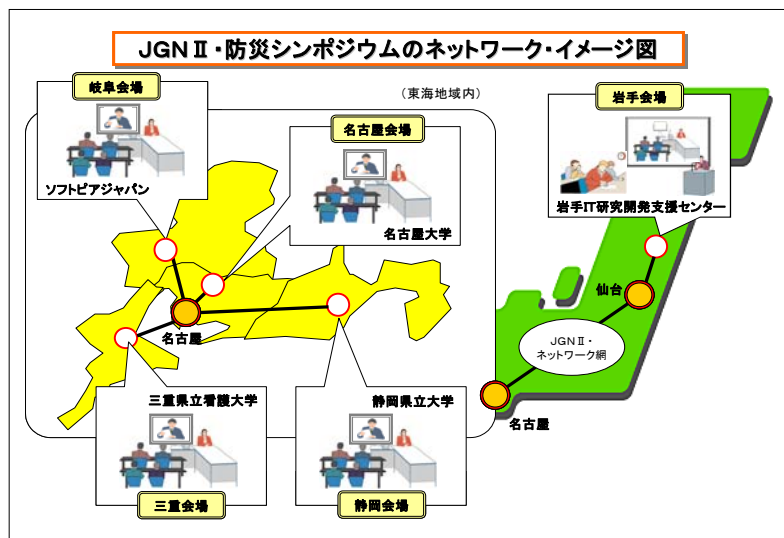 JGNⅡ・防災シンポジウムのネットワーク・イメージ図
(東海地域内)
岐阜会場
ソフトピアジャパン
名古屋会場
名古屋大学
岩手会場
岩手IT研究開発支援センター
仙台
JGNⅡ・
ネットワーク網
名古屋
名古屋
三重県立看護大学
三重会場
静岡県立大学
静岡会場